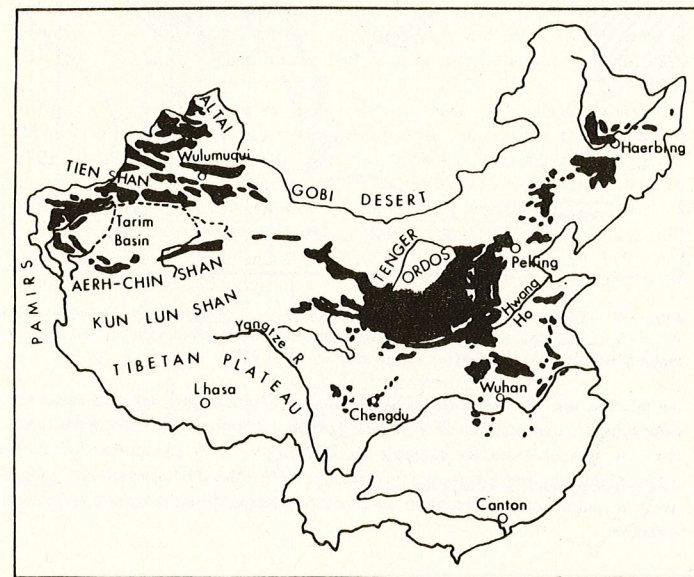 ALTAI
Haerbing
Wulumuqui
TIEN SHAN
GOBI DESERT
Tarim
Basin
TENGER
ORDOS
Peking
PAMIRS
AERH-CHIN SHAN
Hwang
Ho
KUN LUN SHAN
Yangtze R
TIBETAN PLATEAU
Wuhan
Lhasa
Chengdu
Canton